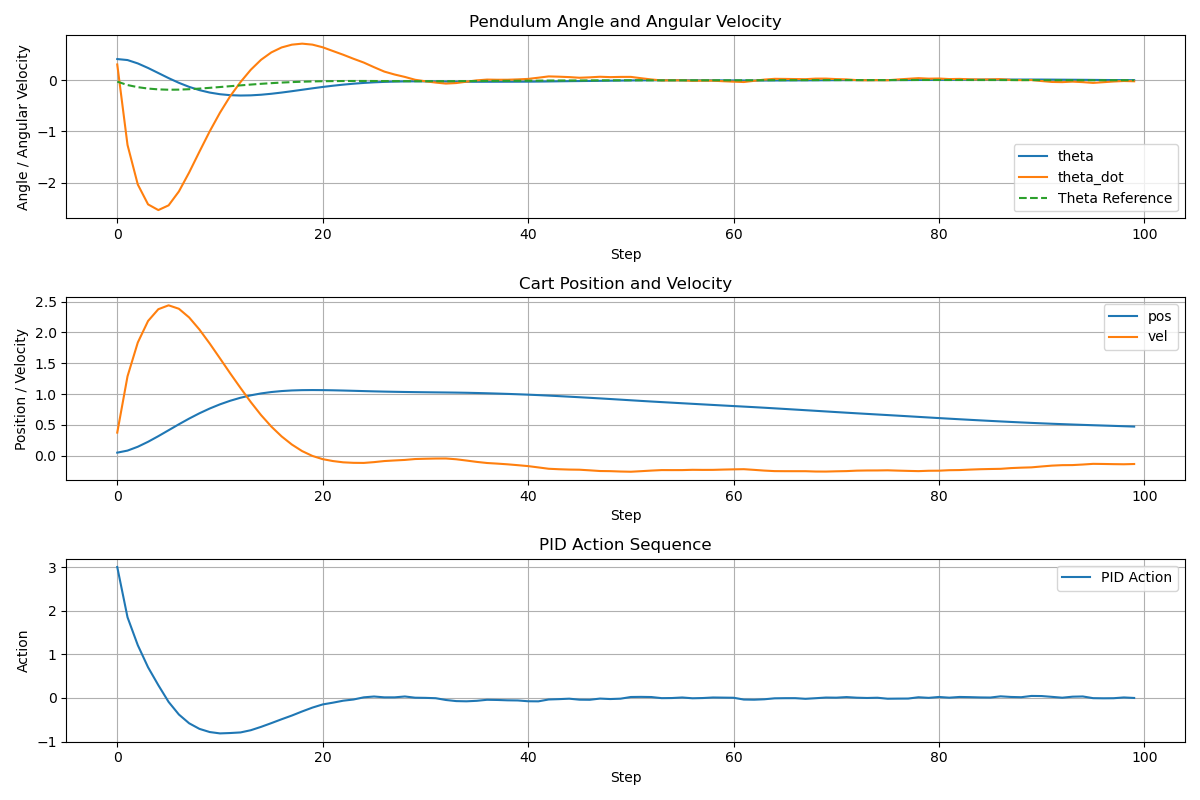 Pendulum Angle and Angular Velocity
Angle / Angular Velocity
0
−1
−2
theta
theta_dot
Theta Reference
0 20 40 60 80 100
Step
Cart Position and Velocity
Position / Velocity
2.5
2.0
1.5
1.0
0.5
0.0
pos
vel
0 20 40 60 80 100
Step
PID Action Sequence
Action
3
2
1
0
−1
PID Action
0 20 40 60 80 100
Step